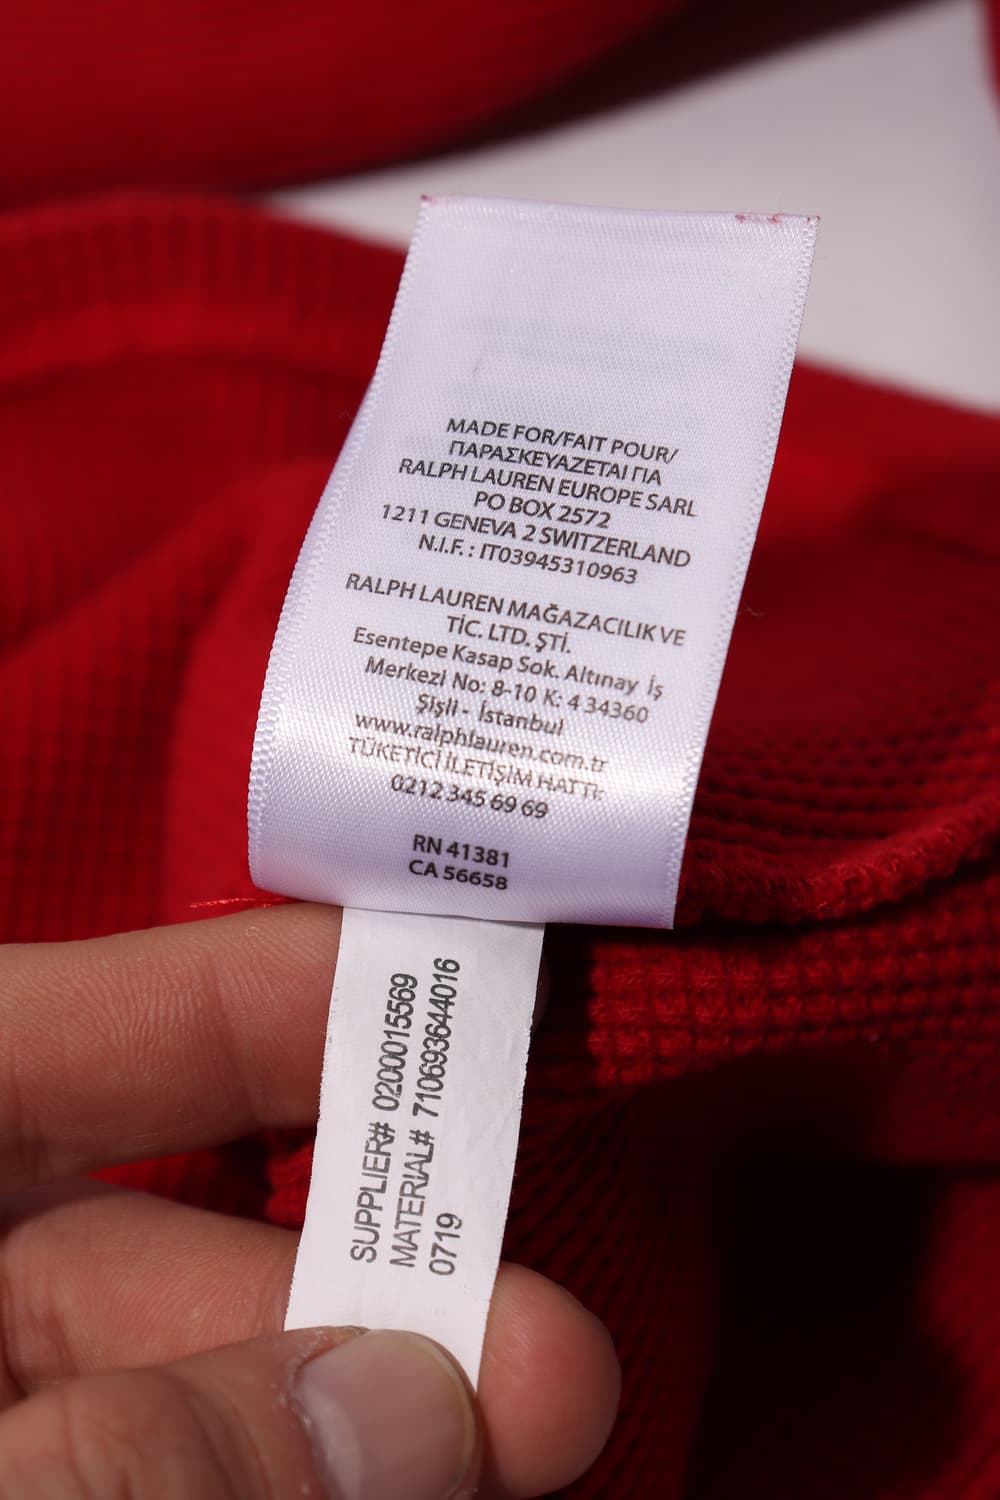 MADE FOR/FAIT POUR/
ΠΑΡΑΣΚΕΥΑΖΕΤΑΙ ΓΙΑ
RALPH LAUREN EUROPE SARL
PO BOX 2572
1211 GENEVA 2 SWITZERLAND
N.I.F. : IT03945310963
RALPH LAUREN MAĞAZACILIK VE
TİC. LTD. ŞTİ.
Esentepe Kasap Sok. Altınay İş
Merkezi No: 8-10 K: 4 34360
Şişli - İstanbul
www.ralphlauren.com.tr
TÜKETİCİ İLETİŞİM HATTI:
0212 345 69 69
RN 41381
CA 56658
SUPPLIER# 0200015569
MATERIAL# 710693644016
0719